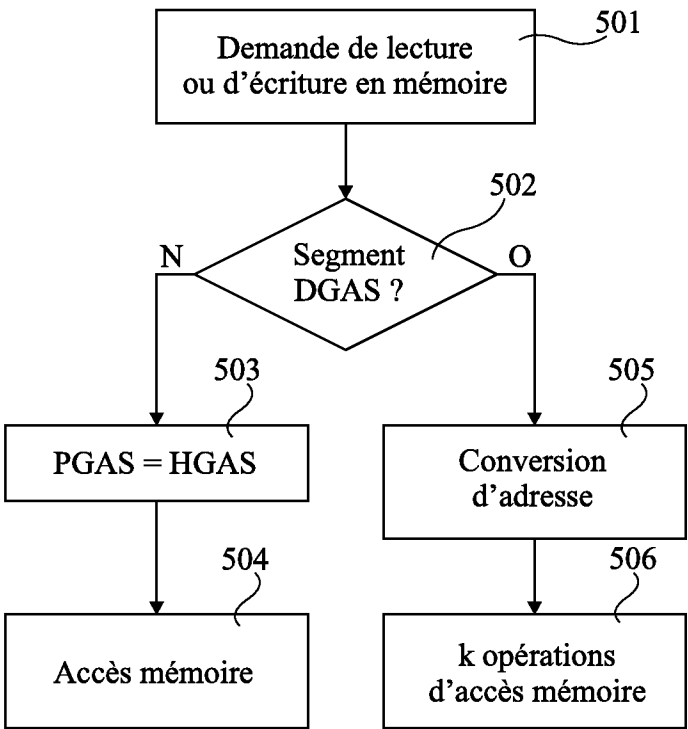 501
Demande de lecture
ou d’écriture en mémoire
502
N
Segment
DGAS ?
O
503
PGAS = HGAS
505
Conversion
d’adresse
504
Accès mémoire
506
k opérations
d’accès mémoire